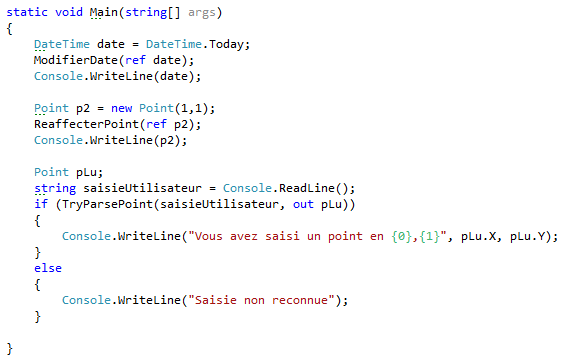 static void Main(string[] args)
{
    DateTime date = DateTime.Today;
    ModifierDate(ref date);
    Console.WriteLine(date);

    Point p2 = new Point(1,1);
    ReaffecterPoint(ref p2);
    Console.WriteLine(p2);

    Point pLu;
    string saisieUtilisateur = Console.ReadLine();
    if (TryParsePoint(saisieUtilisateur, out pLu))
    {
        Console.WriteLine("Vous avez saisi un point en {0},{1}", pLu.X, pLu.Y);
    }
    else
    {
        Console.WriteLine("Saisie non reconnue");
    }

}